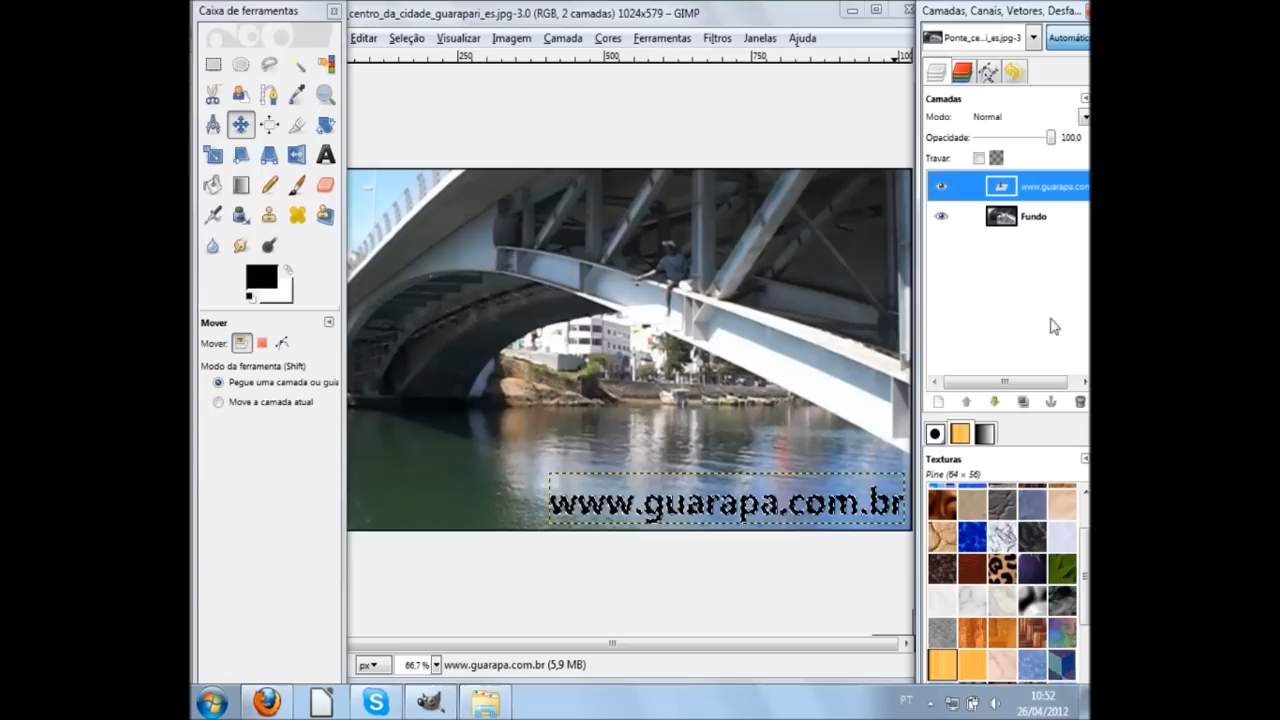 Caixa de ferramentas
_centro_da_cidade_guarapari_es.jpg-3.0 (RGB, 2 camadas) 1024x579 – GIMP
Camadas, Canais, Vetores, Desfa...
Editar Seleção Visualizar Imagem Camada Cores Ferramentas Filtros Janelas Ajuda
Ponte_ce..i_es.jpg-3
Automátic
250 500 750 100
Camadas
Modo: Normal
Opacidade: 100,0
Travar:
www.guarapa.con
Fundo
Mover
Mover:
Modo da ferramenta (Shift)
Pegue uma camada ou guia
Move a camada atual
Texturas
Pine (64 × 56)
www.guarapa.com.br
px 66,7% www.guarapa.com.br (5,9 MB)
PT
10:52
26/04/2012